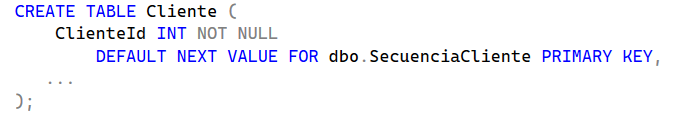 CREATE TABLE Cliente (
    ClienteId INT NOT NULL
        DEFAULT NEXT VALUE FOR dbo.SecuenciaCliente PRIMARY KEY,
    ...
);